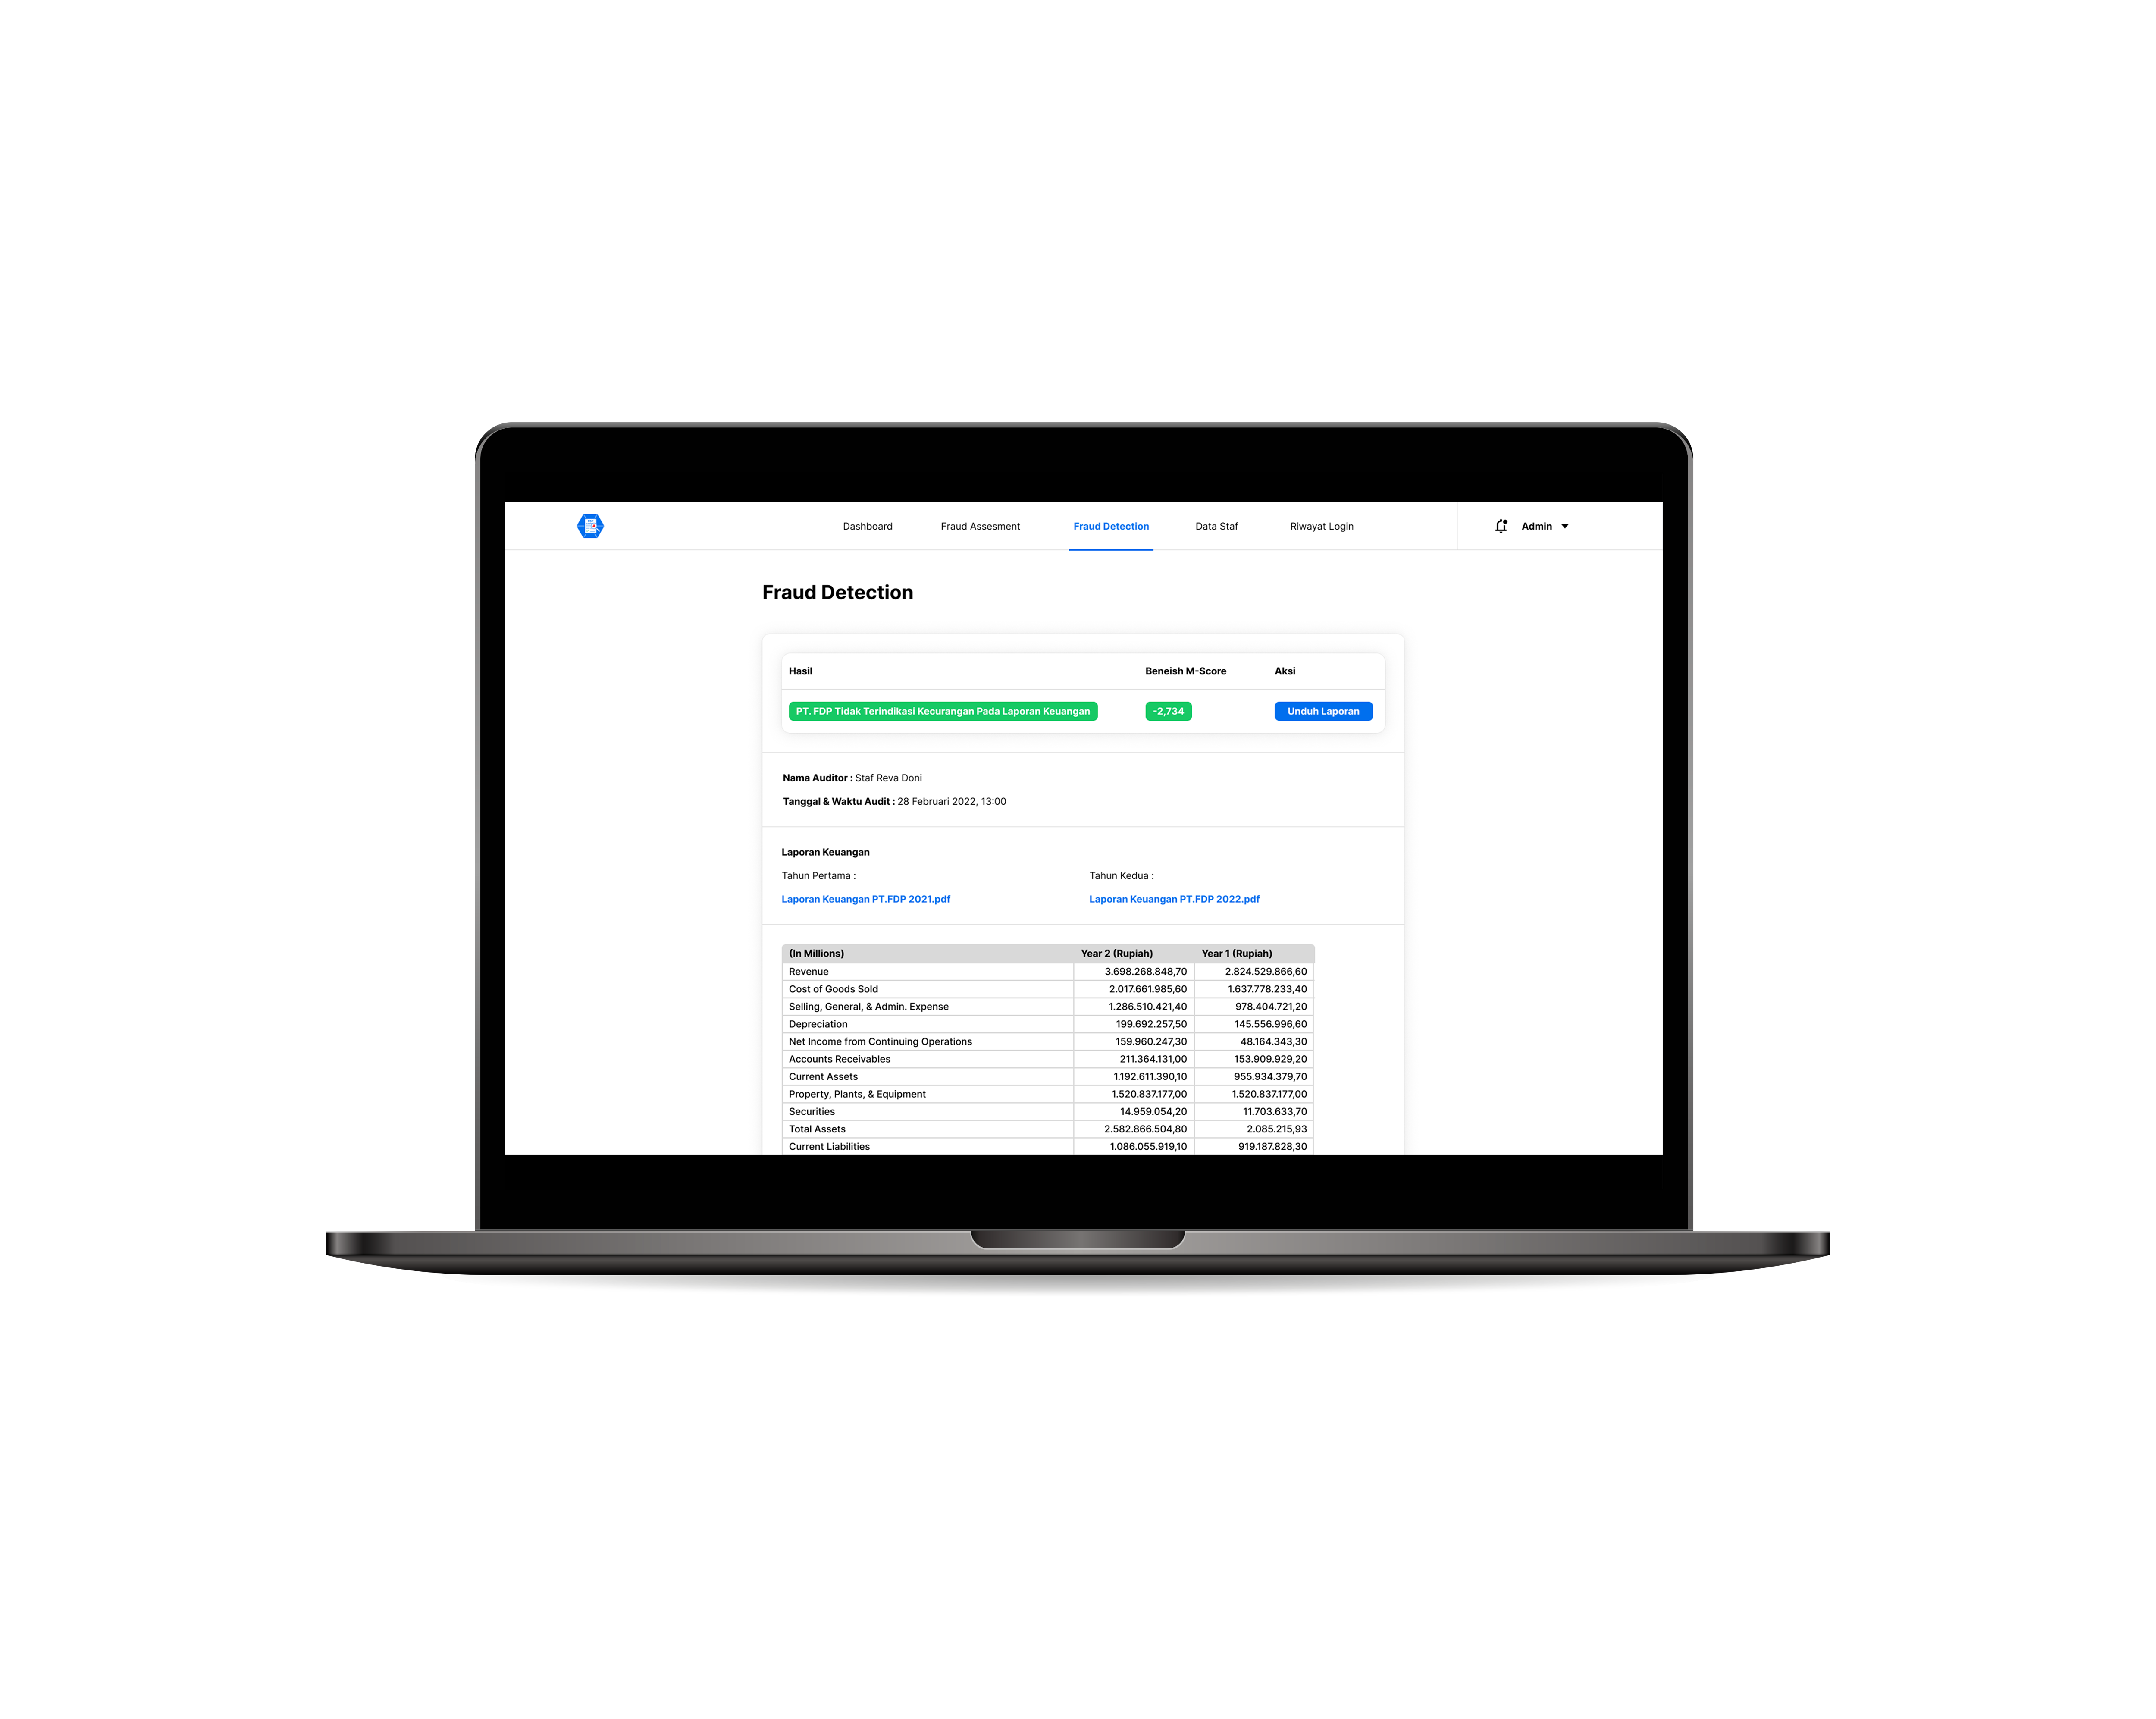 Dashboard Fraud Assesment Fraud Detection Data Staf Riwayat Login Admin
Fraud Detection
Hasil Beneish M-Score Aksi
PT. FDP Tidak Terindikasi Kecurangan Pada Laporan Keuangan -2,734 Unduh Laporan
Nama Auditor : Staf Reva Doni
Tanggal & Waktu Audit : 28 Februari 2022, 13:00
Laporan Keuangan
Tahun Pertama : Tahun Kedua :
Laporan Keuangan PT.FDP 2021.pdf Laporan Keuangan PT.FDP 2022.pdf
(In Millions) Year 2 (Rupiah) Year 1 (Rupiah)
Revenue 3.698.268.848,70 2.824.529.866,60
Cost of Goods Sold 2.017.661.985,60 1.637.778.233,40
Selling, General, & Admin. Expense 1.286.510.421,40 978.404.721,20
Depreciation 199.692.257,50 145.556.996,60
Net Income from Continuing Operations 159.960.247,30 48.164.343,30
Accounts Receivables 211.364.131,00 153.909.929,20
Current Assets 1.192.611.390,10 955.934.379,70
Property, Plants, & Equipment 1.520.837.177,00 1.520.837.177,00
Securities 14.959.054,20 11.703.633,70
Total Assets 2.582.866.504,80 2.085.215,93
Current Liabilities 1.086.055.919,10 919.187.828,30